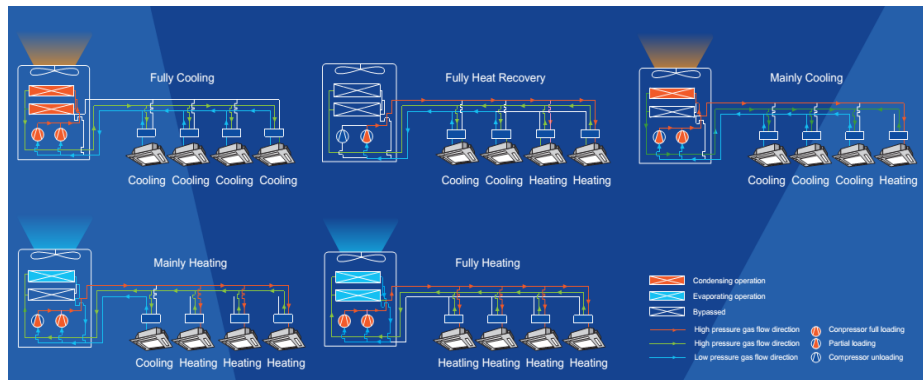 Fully Cooling
Cooling Cooling Cooling Cooling
Fully Heat Recovery
Cooling Cooling Heating Heating
Mainly Cooling
Cooling Cooling Cooling Heating
Mainly Heating
Cooling Heating Heating Heating
Fully Heating
Heating Heating Heating Heating
Condensing operation
Evaporating operation
Bypassed
High pressure gas flow direction
High pressure gas flow direction
Low pressure gas flow direction
Conpressor full loading
Partial loading
Compressor unloading